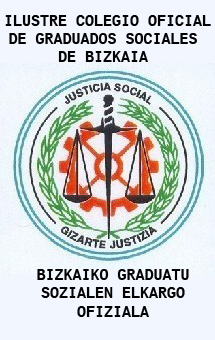 ILUSTRE COLEGIO OFICIAL
DE GRADUADOS SOCIALES
DE BIZKAIA
JUSTICIA SOCIAL
GIZARTE JUSTIZIA
BIZKAIKO GRADUATU
SOZIALEN ELKARGO
OFIZIALA